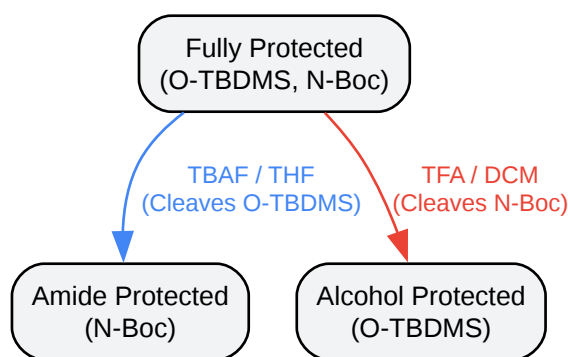 Fully Protected
(O-TBDMS, N-Boc)
TBAF / THF
(Cleaves O-TBDMS)
TFA / DCM
(Cleaves N-Boc)
Amide Protected
(N-Boc)
Alcohol Protected
(O-TBDMS)